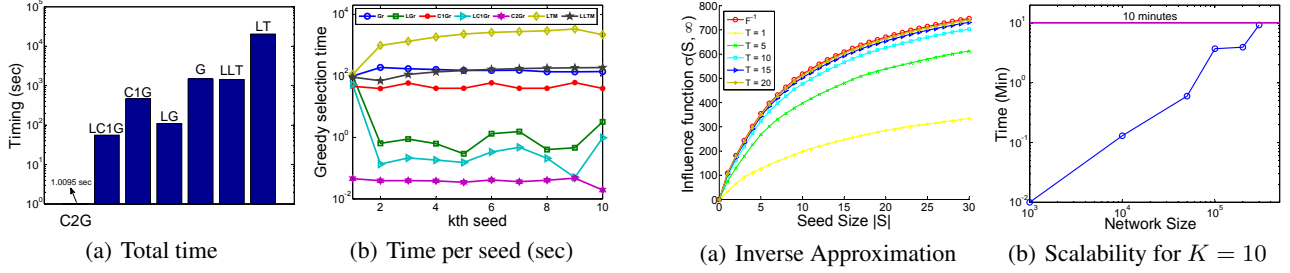 Timing (sec)
10^5
10^4
10^3
10^2
10^1
10^0
1.0095 sec
C2G
LC1G
C1G
LG
G
LLT
LT
(a) Total time
Greedy selection time
10^4
10^2
10^0
10^-2
Gr LGr C1Gr LC1Gr C2Gr LTM LLTM
2 4 6 8 10
kth seed
(b) Time per seed (sec)
Influence function σ(S, ∞)
800
700
600
500
400
300
200
100
0
F^-1
T = 1
T = 5
T = 10
T = 15
T = 20
0 5 10 15 20 25 30
Seed Size |S|
(a) Inverse Approximation
Time (Min)
10^1
10^0
10^-1
10^-2
10 minutes
10^3 10^4 10^5
Network Size
(b) Scalability for K = 10